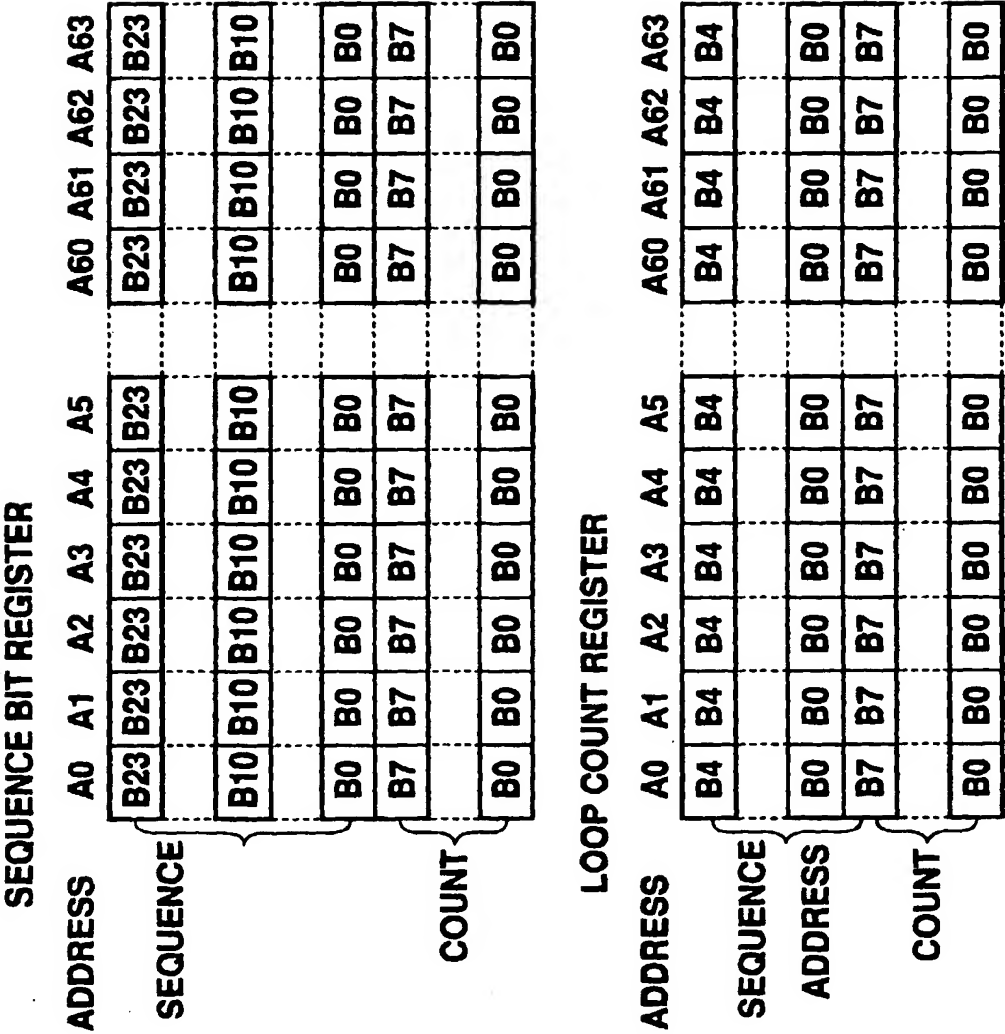 SEQUENCE BIT REGISTER
ADDRESS A0 A1 A2 A3 A4 A5 A60 A61 A62 A63
SEQUENCE B23 B23 B23 B23 B23 B23 B23 B23 B23 B23
B10 B10 B10 B10 B10 B10 B10 B10 B10 B10
B0 B0 B0 B0 B0 B0 B0 B0 B0 B0
COUNT B7 B7 B7 B7 B7 B7 B7 B7 B7 B7
B0 B0 B0 B0 B0 B0 B0 B0 B0 B0
LOOP COUNT REGISTER
ADDRESS A0 A1 A2 A3 A4 A5 A60 A61 A62 A63
SEQUENCE B4 B4 B4 B4 B4 B4 B4 B4 B4 B4
ADDRESS B0 B0 B0 B0 B0 B0 B0 B0 B0 B0
B7 B7 B7 B7 B7 B7 B7 B7 B7 B7
COUNT B0 B0 B0 B0 B0 B0 B0 B0 B0 B0